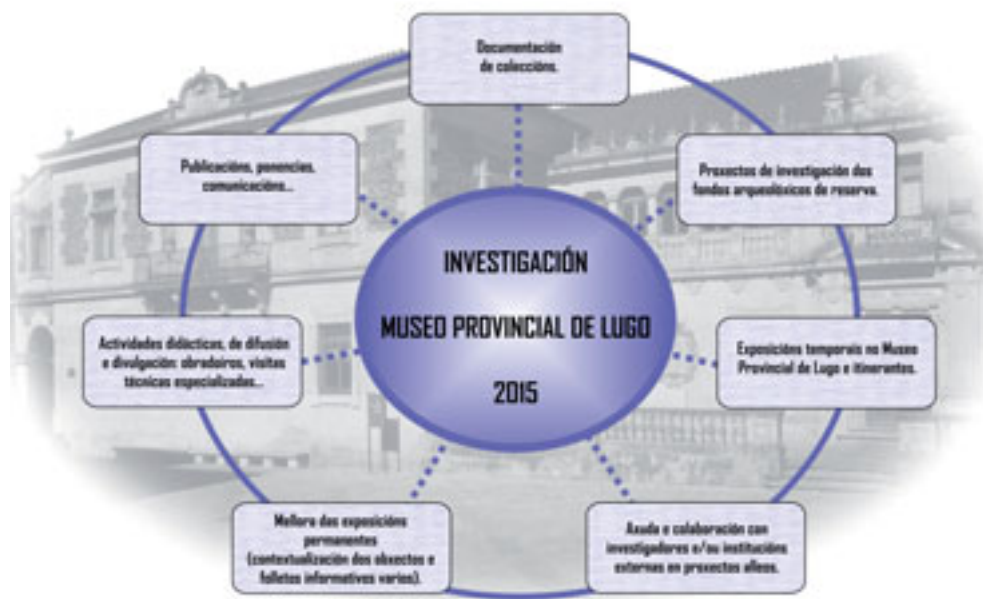 Documentación
de coleccións.
Publicacións, ponencias,
comunicacións...
Proxectos de investigación dos
fondos arqueolóxicos de reserva.
INVESTIGACIÓN
MUSEO PROVINCIAL DE LUGO
2015
Actividades didácticas, de difusión
e divulgación: obradoiros, visitas
técnicas especializadas...
Exposicións temporais no Museo
Provincial de Lugo e itinerantes.
Mellora das exposicións
permanentes
(contextualización dos obxectos e
folletos informativos varios).
Axuda e colaboración con
investigadores e/ou institucións
externas en proxectos alleos.